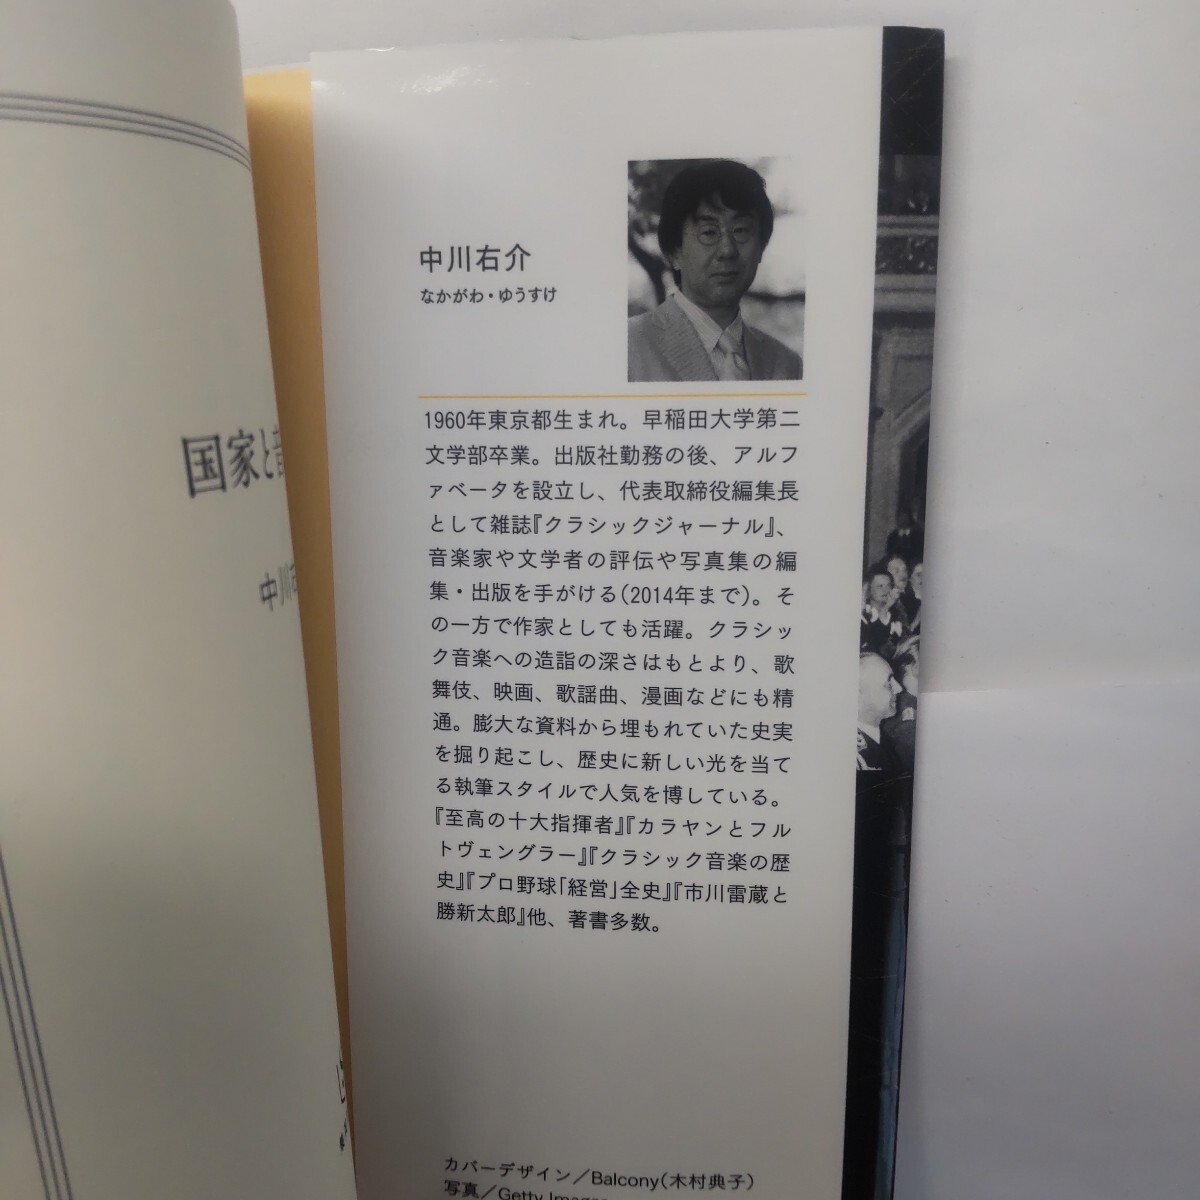 国家と
中川
中川右介
なかがわ・ゆうすけ
1960年東京都生まれ。早稲田大学第二
文学部卒業。出版社勤務の後、アルフ
ァベータを設立し、代表取締役編集長
として雑誌『クラシックジャーナル』、
音楽家や文学者の評伝や写真集の編
集・出版を手がける(2014年まで)。そ
の一方で作家としても活躍。クラシッ
ク音楽への造詣の深さはもとより、歌
舞伎、映画、歌謡曲、漫画などにも精
通。膨大な資料から埋もれていた史実
を掘り起こし、歴史に新しい光を当て
る執筆スタイルで人気を博している。
『至高の十大指揮者』『カラヤンとフル
トヴェングラー』『クラシック音楽の歴
史』『プロ野球「経営」全史』『市川雷蔵と
勝新太郎』他、著書多数。
カバーデザイン/Balcony(木村典子)
写真/Getty Images